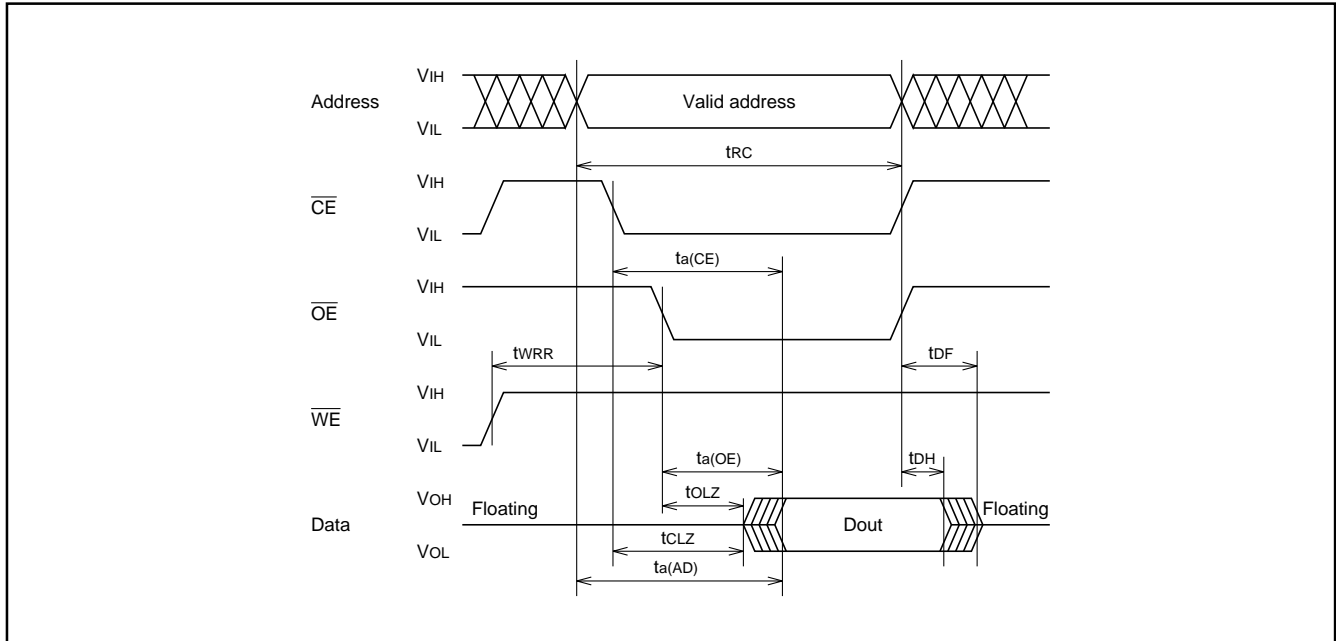 VIH
Address
Valid address
VIL
tRC
VIH
CE
VIL
ta(CE)
VIH
OE
VIL
tWRR
tDF
VIH
WE
VIL
ta(OE)
tDH
tOLZ
VOH
Floating
Floating
Data
Dout
tCLZ
VOL
ta(AD)